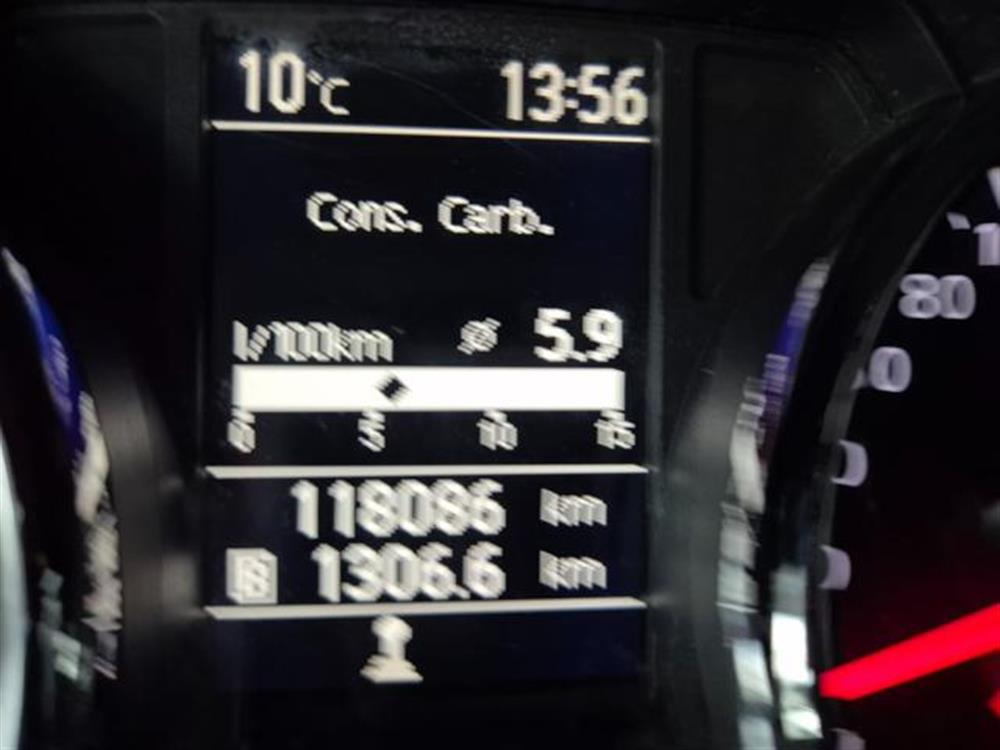 10°C 13:56
Cons. Carb.
l/100km ø 5.9
0 5 10 15
118086 km
B 1306.6 km
80